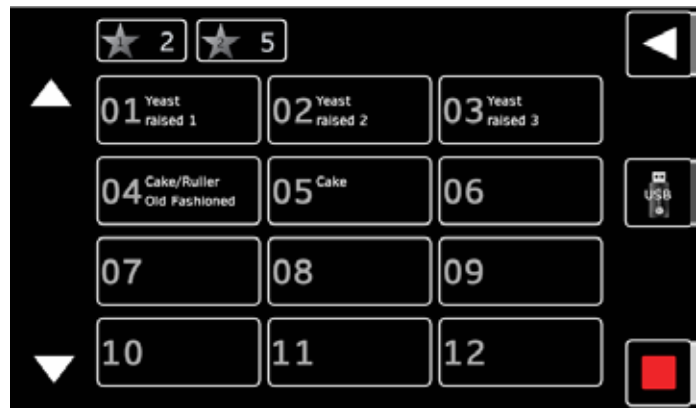 1 2 2 5
01 Yeast raised 1 02 Yeast raised 2 03 Yeast raised 3
04 Cake/Ruller Old Fashioned 05 Cake 06
USB
07 08 09
10 11 12